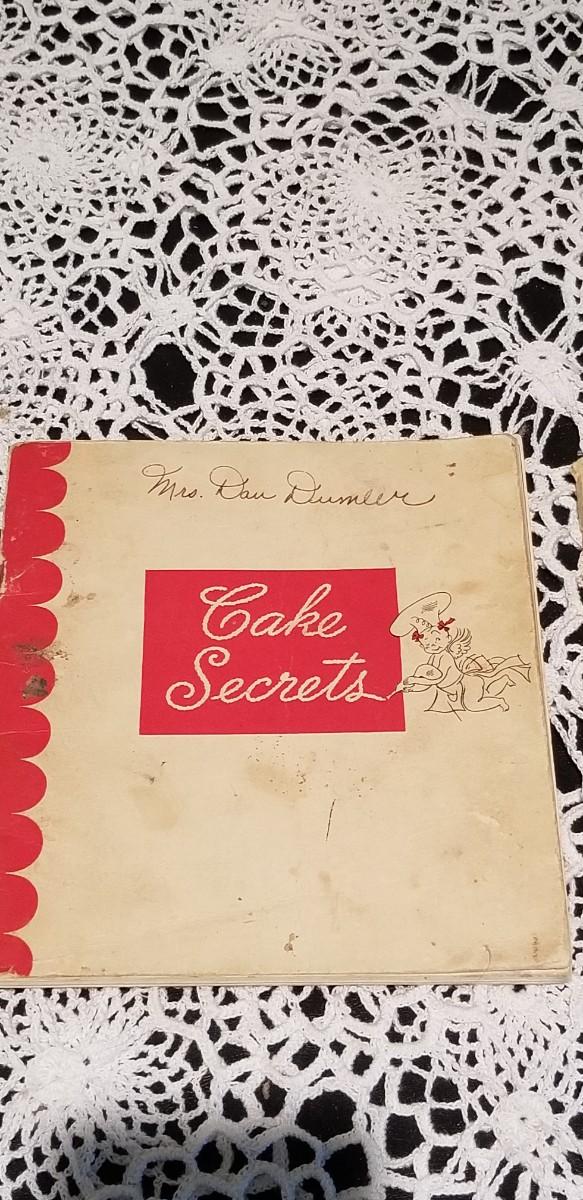 Mrs. Dan Dumler
Cake
Secrets